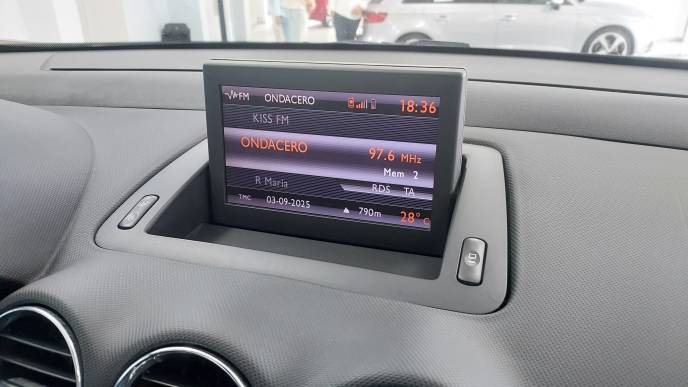 FM ONDACERO 18:36
KISS FM
ONDACERO 97.6 MHz
Mem 2
R Maria
RDS TA
TMC 03-09-2025 790m 28° C